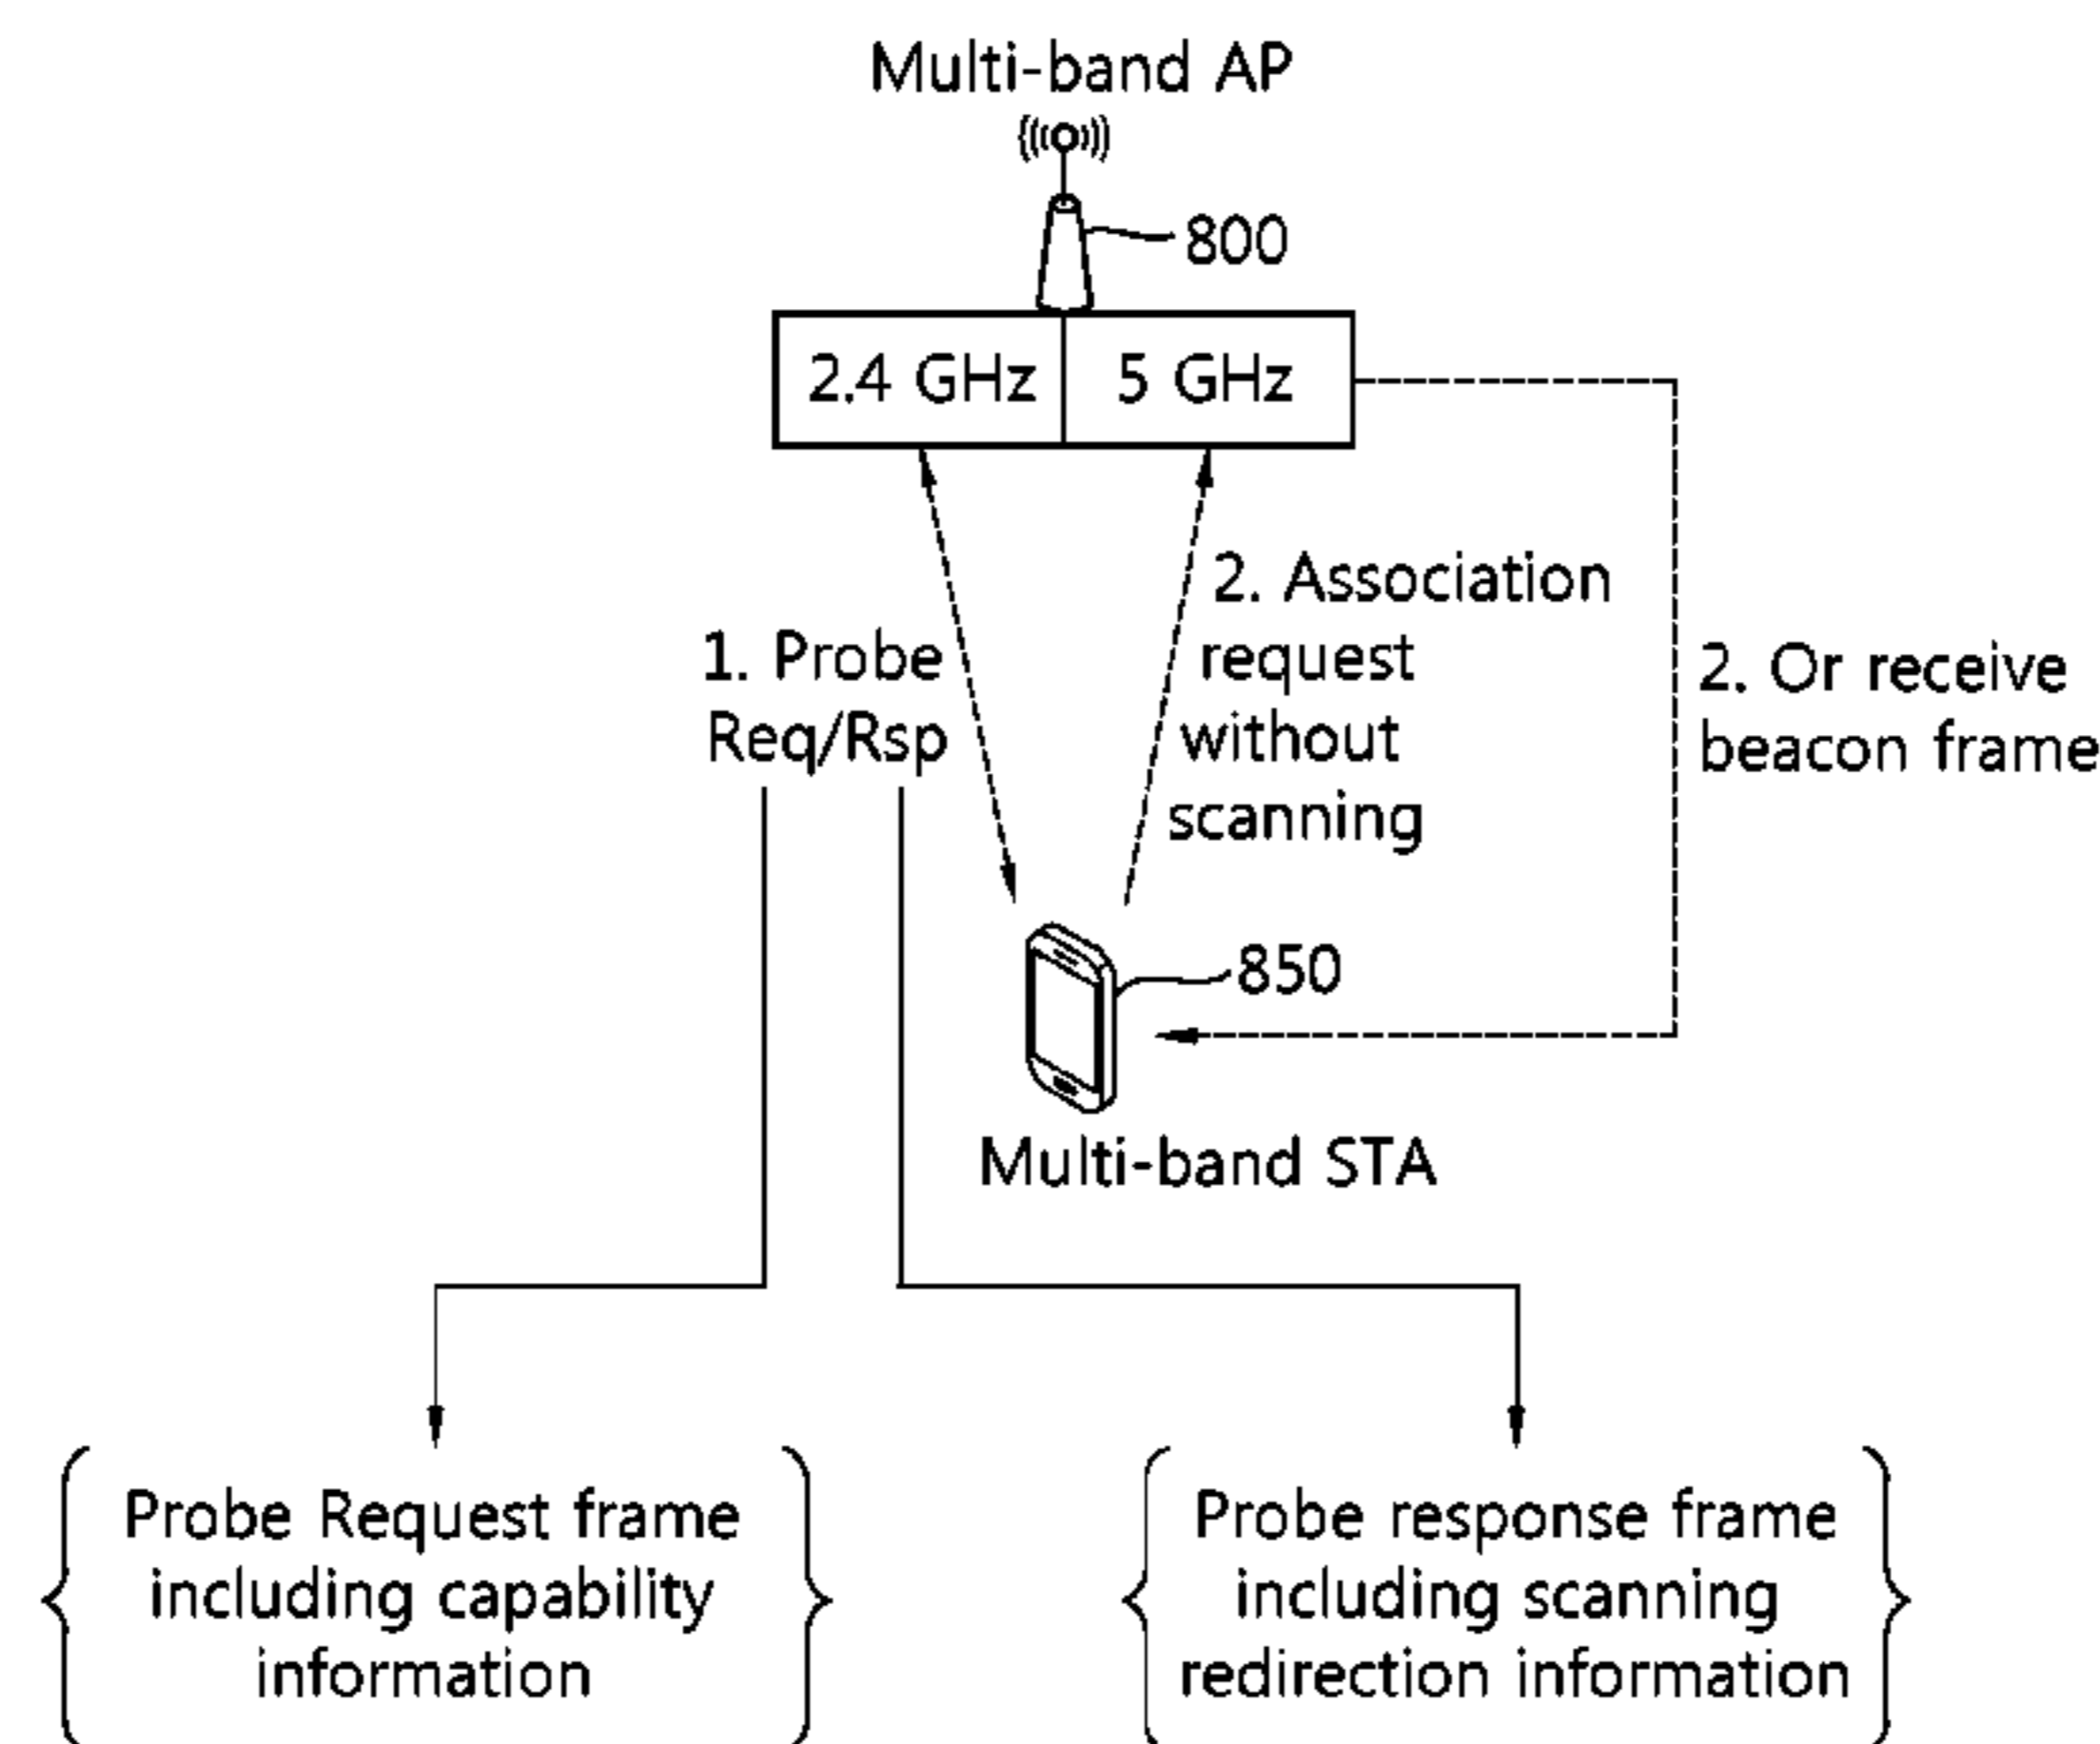 Multi-band AP
800
2.4 GHz
5 GHz
1. Probe
Req/Rsp
2. Association
request
without
scanning
2. Or receive
beacon frame
850
Multi-band STA
Probe Request frame
including capability
information
Probe response frame
including scanning
redirection information